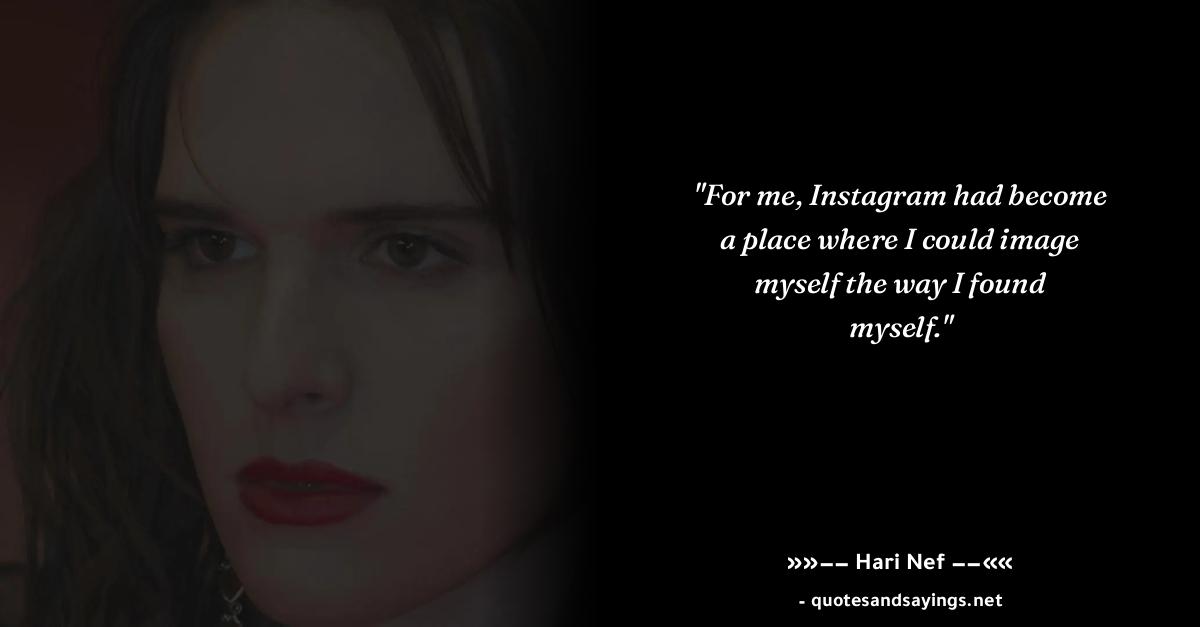 "For me, Instagram had become
a place where I could image
myself the way I found
myself."
»»−− Hari Nef −−««
- quotesandsayings.net